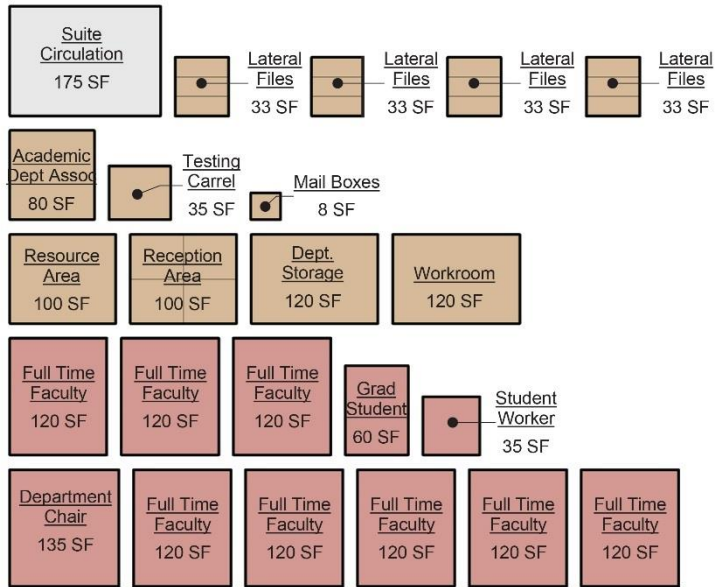 Suite
Circulation
175 SF
Lateral
Files
33 SF
Lateral
Files
33 SF
Lateral
Files
33 SF
Lateral
Files
33 SF
Academic
Dept Assoc
80 SF
Testing
Carrel
35 SF
Mail Boxes
8 SF
Resource
Area
100 SF
Reception
Area
100 SF
Dept.
Storage
120 SF
Workroom
120 SF
Full Time
Faculty
120 SF
Full Time
Faculty
120 SF
Full Time
Faculty
120 SF
Grad
Student
60 SF
Student
Worker
35 SF
Department
Chair
135 SF
Full Time
Faculty
120 SF
Full Time
Faculty
120 SF
Full Time
Faculty
120 SF
Full Time
Faculty
120 SF
Full Time
Faculty
120 SF